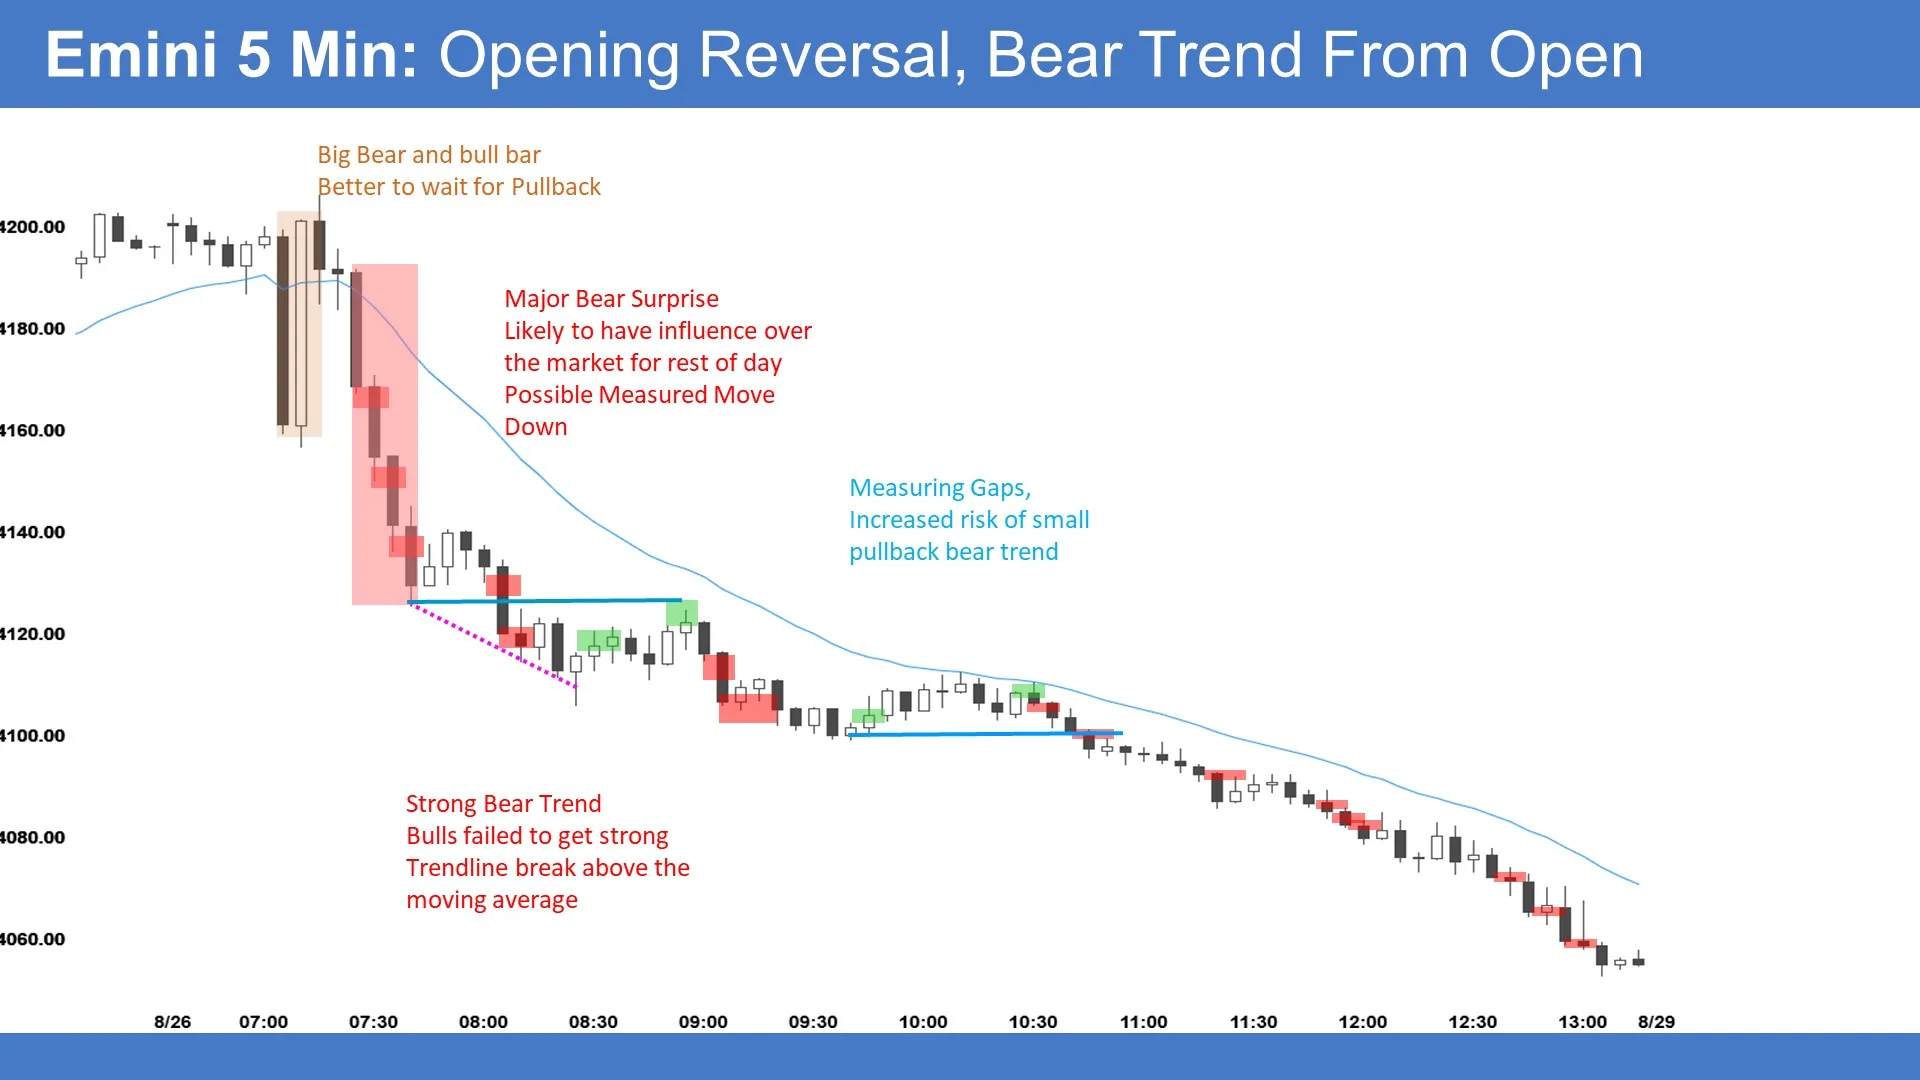 Emini 5 Min: Opening Reversal, Bear Trend From Open
Big Bear and bull bar
Better to wait for Pullback
4200.00
Major Bear Surprise
Likely to have influence over
4180.00
the market for rest of day
Possible Measured Move
Down
4160.00
Measuring Gaps,
Increased risk of small
4140.00
pullback bear trend
4120.00
4100.00
Strong Bear Trend
Bulls failed to get strong
4080.00
Trendline break above the
moving average
4060.00
8/26 07:00 07:30 08:00 08:30 09:00 09:30 10:00 10:30 11:00 11:30 12:00 12:30 13:00 8/29